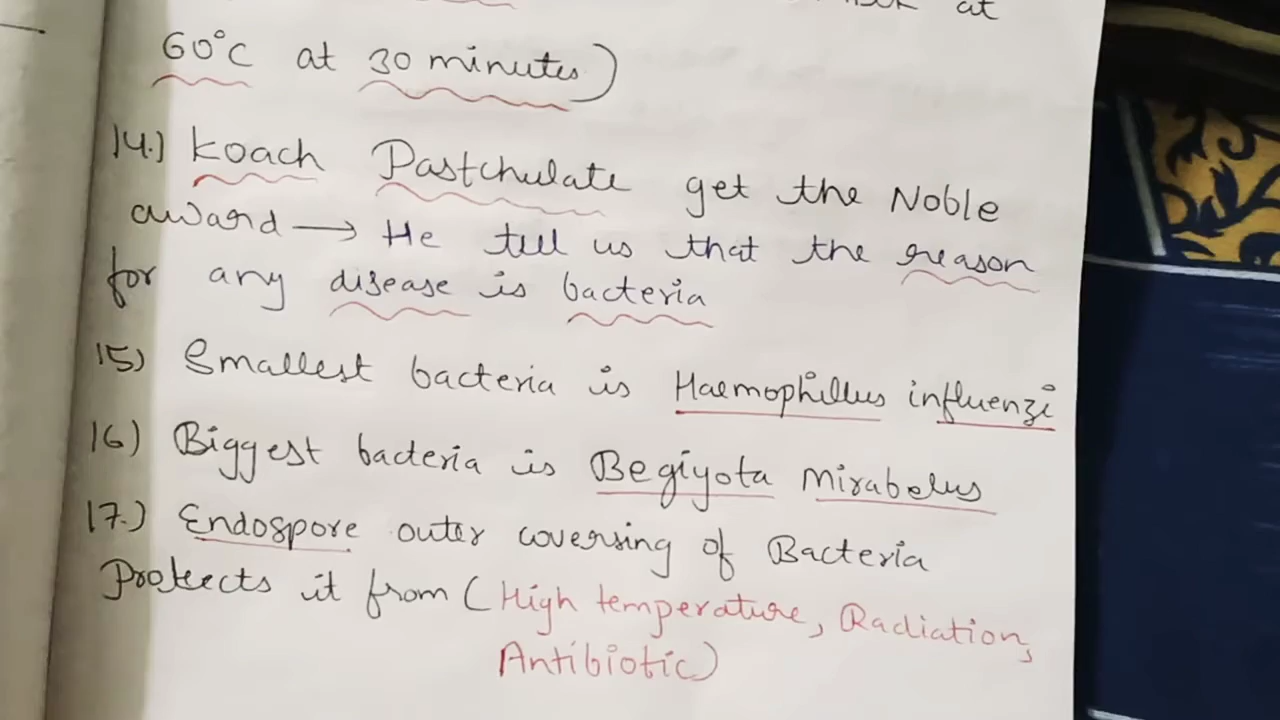 at
60°C at 30 minutes)
14.) Koach Pastchulate get the Noble
award → He tell us that the reason
for any disease is bacteria
15) Smallest bacteria is Haemophillus influenzi
16) Biggest bacteria is Begiyota Mirabelus
17.) Endospore outer coversing of Bacteria
Protects it from (High temperature, Radiation,
Antibiotic)